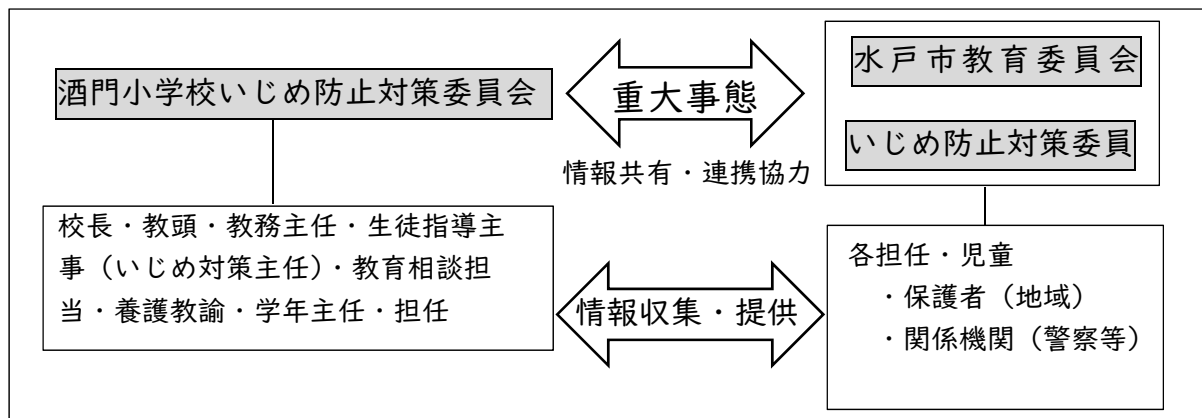 酒門小学校いじめ防止対策委員会
重大事態
情報共有・連携協力
水戸市教育委員会
いじめ防止対策委員
校長・教頭・教務主任・生徒指導主
事（いじめ対策主任）・教育相談担
当・養護教諭・学年主任・担任
情報収集・提供
各担任・児童
・保護者（地域）
・関係機関（警察等）